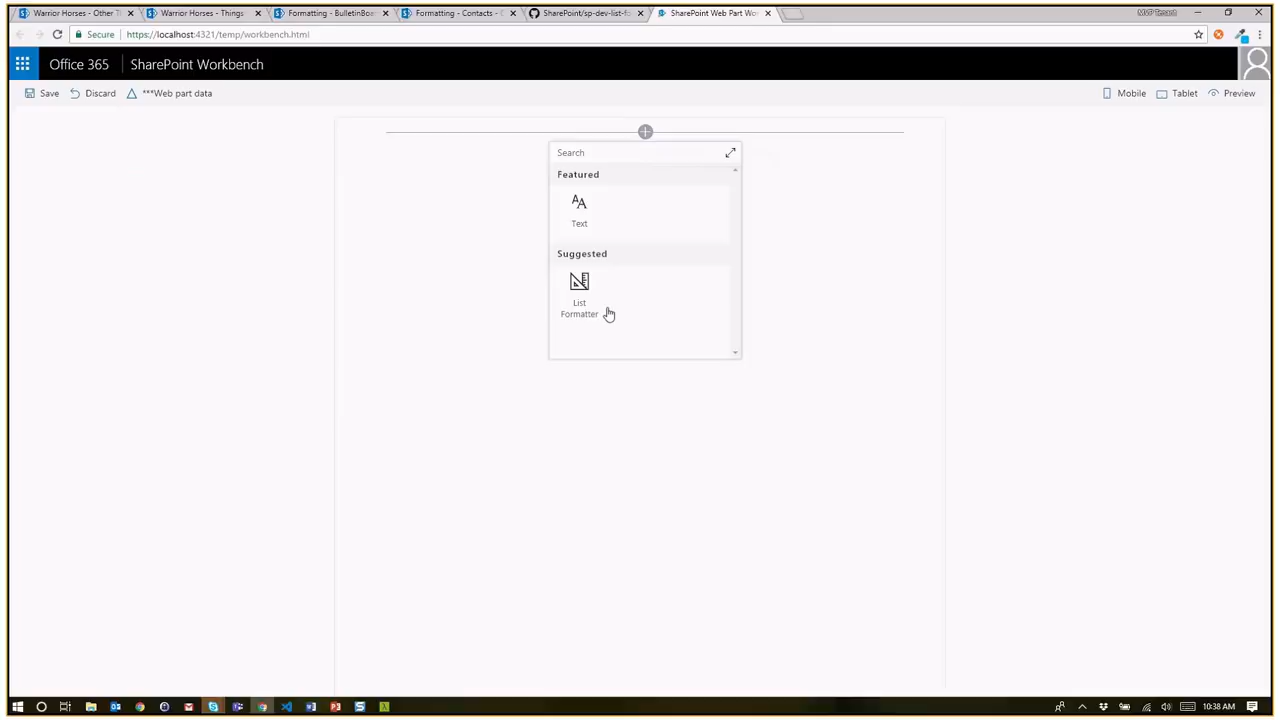 Warrior Horses - Other T
Warrior Horses - Things
Formatting - BulletinBoa
Formatting - Contacts - C
SharePoint/sp-dev-list-fo
SharePoint Web Part Wo
Secure
https://localhost:4321/temp/workbench.html
Office 365
SharePoint Workbench
Save
Discard
***Web part data
Mobile
Tablet
Preview
Search
Featured
Text
Suggested
List
Formatter
10:38 AM